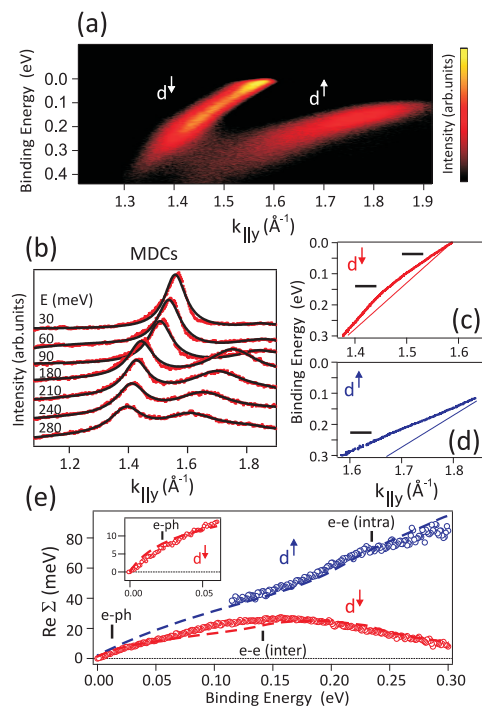 (a)
Binding Energy (eV)
0.0
0.2
0.4
d↓
d↑
1.3 1.4 1.5 1.6 1.7 1.8 1.9
k||y (Å-1)
Intensity (arb.units)
(b)
MDCs
E (meV)
30
60
90
180
210
240
280
Intensity (arb.units)
1.2 1.4 1.6 1.8
k||y (Å-1)
0.0
0.1
0.2
0.3
d↓
(c)
1.4 1.5 1.6
Binding Energy (eV)
0.0
0.1
0.2
0.3
d↑
(d)
1.6 1.7 1.8
k||y (Å-1)
(e)
Re Σ (meV)
80
60
40
20
0
10
5
0
e-ph
d↓
0.00 0.05
e-ph
d↑
e-e (intra)
d↓
e-e (inter)
0.00 0.05 0.10 0.15 0.20 0.25 0.30
Binding Energy (eV)